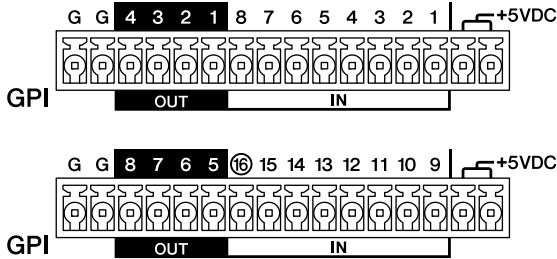 G G 4 3 2 1 8 7 6 5 4 3 2 1 +5VDC
GPI
OUT IN
G G 8 7 6 5 ⑯ 15 14 13 12 11 10 9 +5VDC
GPI
OUT IN